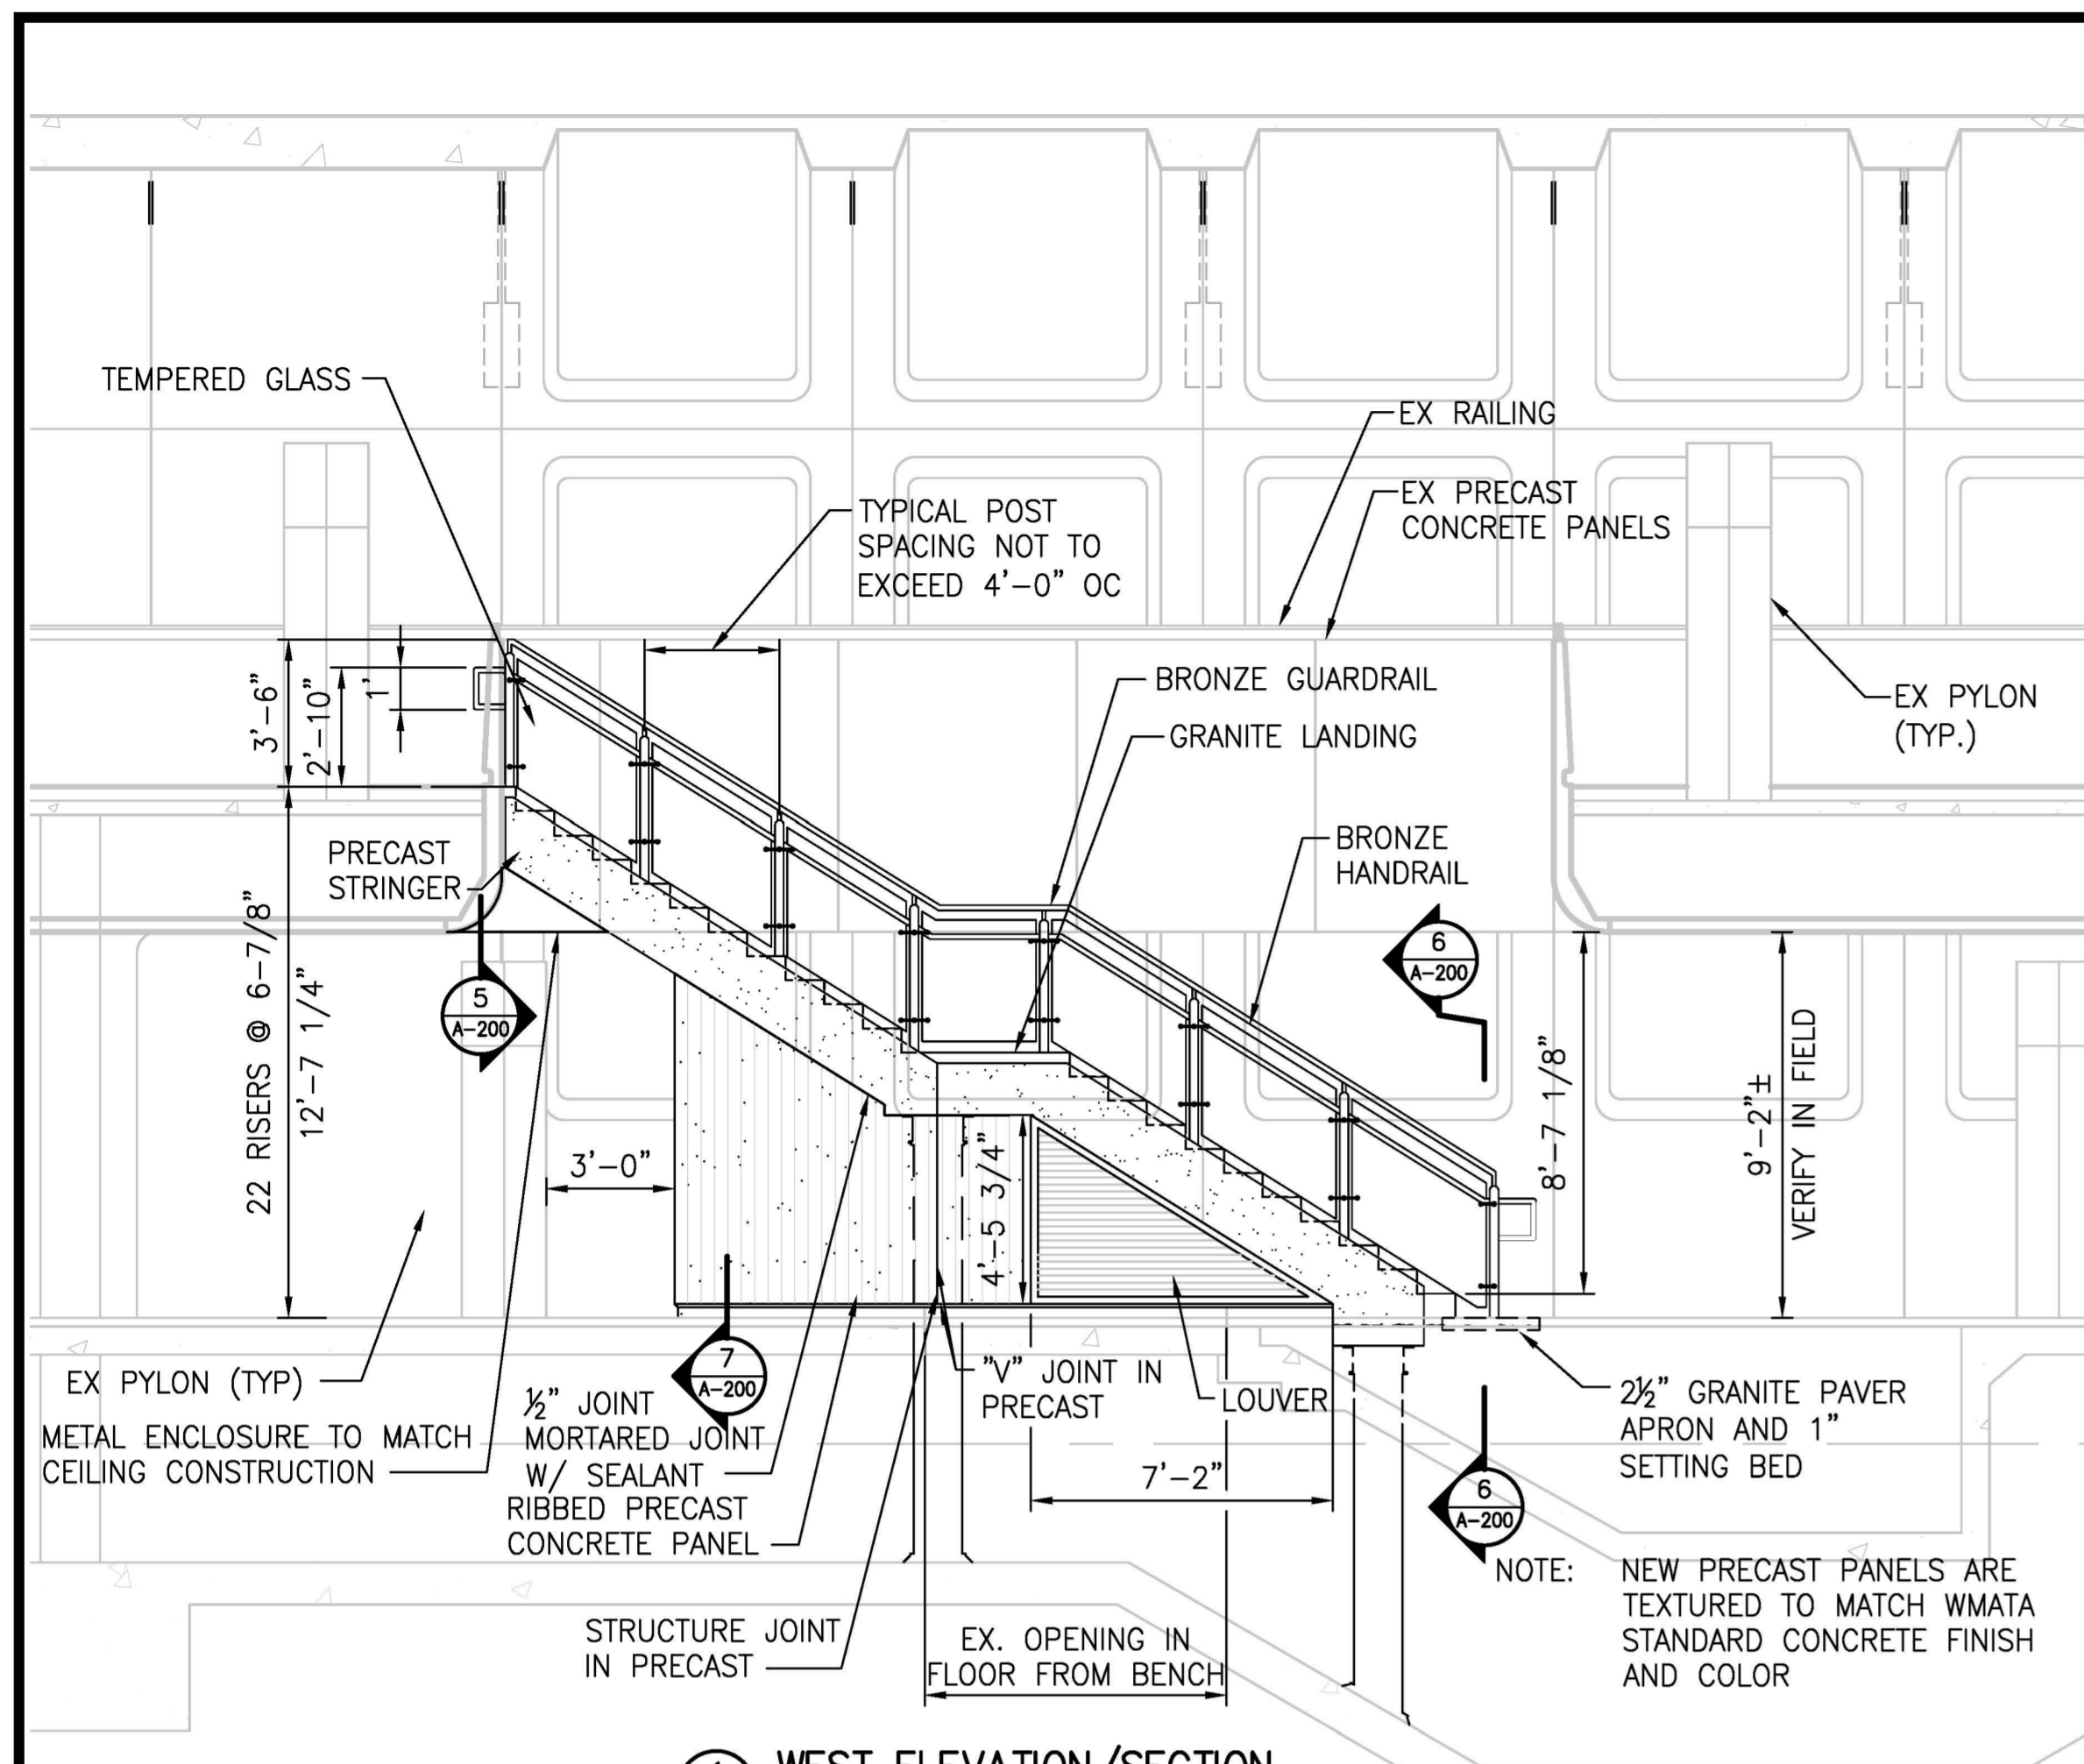 TEMPERED GLASS
EX RAILING
EX PRECAST
CONCRETE PANELS
TYPICAL POST
SPACING NOT TO
EXCEED 4'-0" OC
BRONZE GUARDRAIL
GRANITE LANDING
EX PYLON
(TYP.)
3'-6"
2'-10"
1'
PRECAST
STRINGER
BRONZE
HANDRAIL
22 RISERS @ 6-7/8"
12'-7 1/4"
5
A-200
6
A-200
8'-7 1/8"
9'-2"±
VERIFY IN FIELD
3'-0"
4'-5 3/4"
EX PYLON (TYP)
METAL ENCLOSURE TO MATCH
CEILING CONSTRUCTION
7
A-200
½" JOINT
MORTARED JOINT
W/ SEALANT
RIBBED PRECAST
CONCRETE PANEL
"V" JOINT IN
PRECAST
LOUVER
7'-2"
2½" GRANITE PAVER
APRON AND 1"
SETTING BED
6
A-200
STRUCTURE JOINT
IN PRECAST
EX. OPENING IN
FLOOR FROM BENCH
NOTE: NEW PRECAST PANELS ARE
TEXTURED TO MATCH WMATA
STANDARD CONCRETE FINISH
AND COLOR
WEST ELEVATION/SECTION